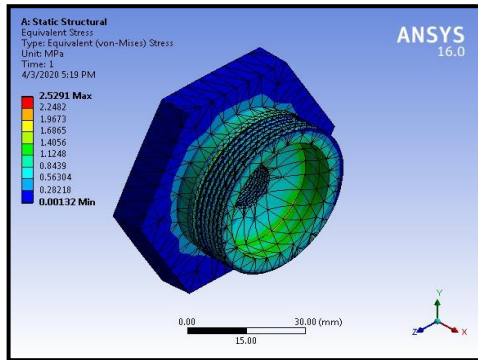 A: Static Structural
Equivalent Stress
Type: Equivalent (von-Mises) Stress
Unit: MPa
Time: 1
4/3/2020 5:19 PM
2.5291 Max
2.2482
1.9673
1.6865
1.4056
1.1248
0.8439
0.56304
0.28218
0.00132 Min
ANSYS
16.0
0.00
30.00 (mm)
15.00
Y
Z
X